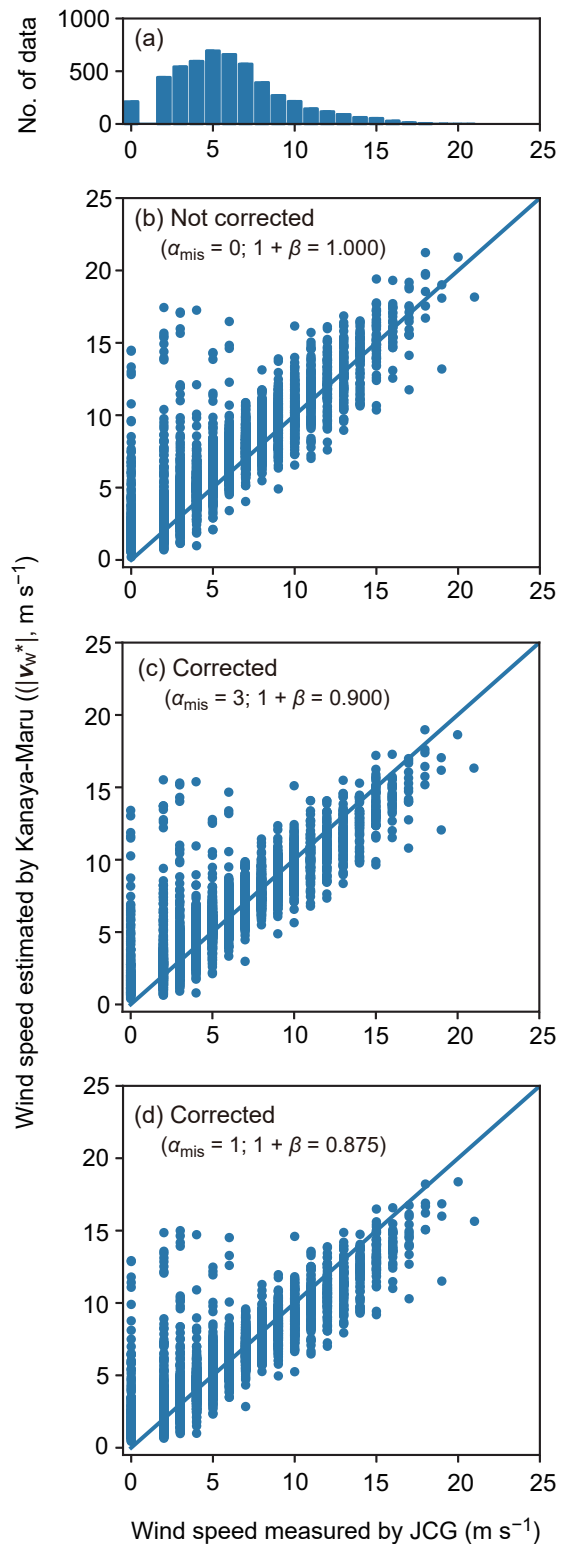 1000
(a)
500
No. of data
0
0 5 10 15 20 25
25
(b) Not corrected
(αmis = 0; 1 + β = 1.000)
20
15
10
5
0
0 5 10 15 20 25
Wind speed estimated by Kanaya-Maru ((|vw*|, m s−1)
25
(c) Corrected
(αmis = 3; 1 + β = 0.900)
20
15
10
5
0
0 5 10 15 20 25
25
(d) Corrected
(αmis = 1; 1 + β = 0.875)
20
15
10
5
0
0 5 10 15 20 25
Wind speed measured by JCG (m s−1)